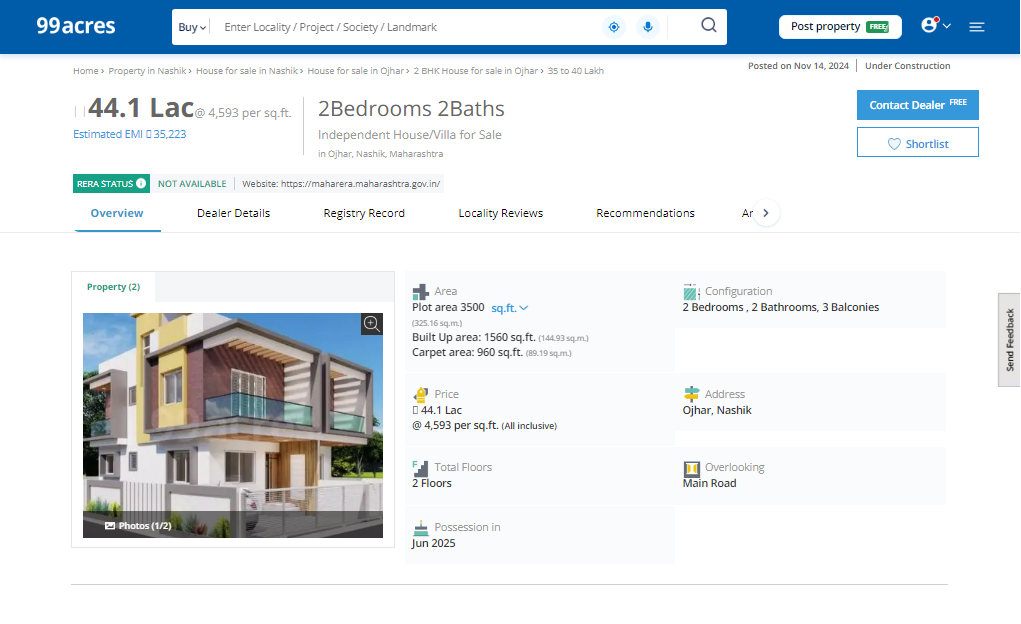 99acres
Buy
Enter Locality / Project / Society / Landmark
Post property FREE
Home › Property in Nashik › House for sale in Nashik › House for sale in Ojhar › 2 BHK House for sale in Ojhar › 35 to 40 Lakh
Posted on Nov 14, 2024 | Under Construction
44.1 Lac @ 4,593 per sq.ft.
Estimated EMI 35,223
2Bedrooms 2Baths
Independent House/Villa for Sale
in Ojhar, Nashik, Maharashtra
Contact Dealer FREE
Shortlist
RERA STATUS NOT AVAILABLE | Website: https://maharera.maharashtra.gov.in/
Overview
Dealer Details
Registry Record
Locality Reviews
Recommendations
Ar
Property (2)
Photos (1/2)
Area
Plot area 3500 sq.ft.
(325.16 sq.m.)
Built Up area: 1560 sq.ft. (144.93 sq.m.)
Carpet area: 960 sq.ft. (89.19 sq.m.)
Configuration
2 Bedrooms , 2 Bathrooms, 3 Balconies
Price
44.1 Lac
@ 4,593 per sq.ft. (All inclusive)
Address
Ojhar, Nashik
Total Floors
2 Floors
Overlooking
Main Road
Possession in
Jun 2025
Send Feedback